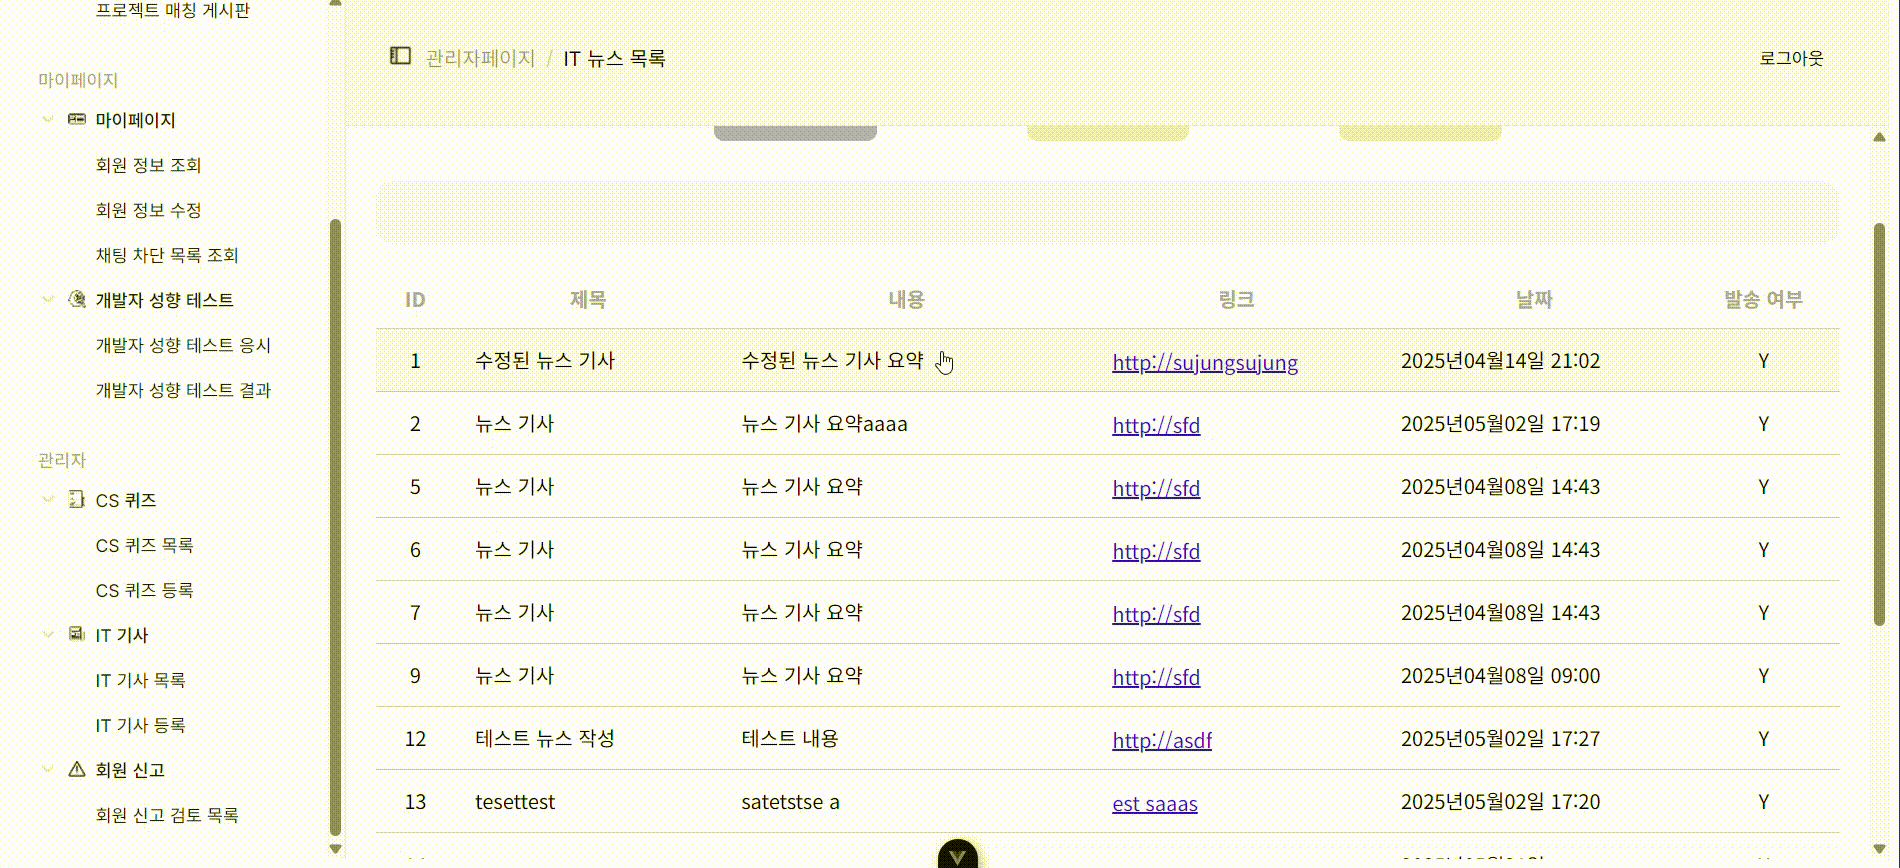 프로젝트 매칭 게시판
마이페이지
마이페이지
회원 정보 조회
회원 정보 수정
채팅 차단 목록 조회
개발자 성향 테스트
개발자 성향 테스트 응시
개발자 성향 테스트 결과
관리자
CS 퀴즈
CS 퀴즈 목록
CS 퀴즈 등록
IT 기사
IT 기사 목록
IT 기사 등록
회원 신고
회원 신고 검토 목록
관리자페이지 / IT 뉴스 목록
로그아웃
ID 제목 내용 링크 날짜 발송 여부
1 수정된 뉴스 기사 수정된 뉴스 기사 요약 http://sujungsujung 2025년04월14일 21:02 Y
2 뉴스 기사 뉴스 기사 요약aaaa http://sfd 2025년05월02일 17:19 Y
5 뉴스 기사 뉴스 기사 요약 http://sfd 2025년04월08일 14:43 Y
6 뉴스 기사 뉴스 기사 요약 http://sfd 2025년04월08일 14:43 Y
7 뉴스 기사 뉴스 기사 요약 http://sfd 2025년04월08일 14:43 Y
9 뉴스 기사 뉴스 기사 요약 http://sfd 2025년04월08일 09:00 Y
12 테스트 뉴스 작성 테스트 내용 http://asdf 2025년05월02일 17:27 Y
13 tesettest satetstse a est saaas 2025년05월02일 17:20 Y